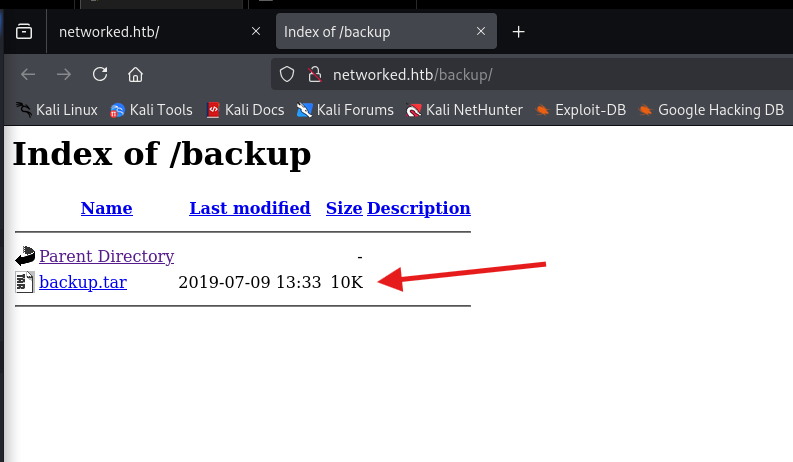 networked.htb/
Index of /backup
networked.htb/backup/
Kali Linux
Kali Tools
Kali Docs
Kali Forums
Kali NetHunter
Exploit-DB
Google Hacking DB
Index of /backup
Name Last modified Size Description
Parent Directory -
backup.tar 2019-07-09 13:33 10K